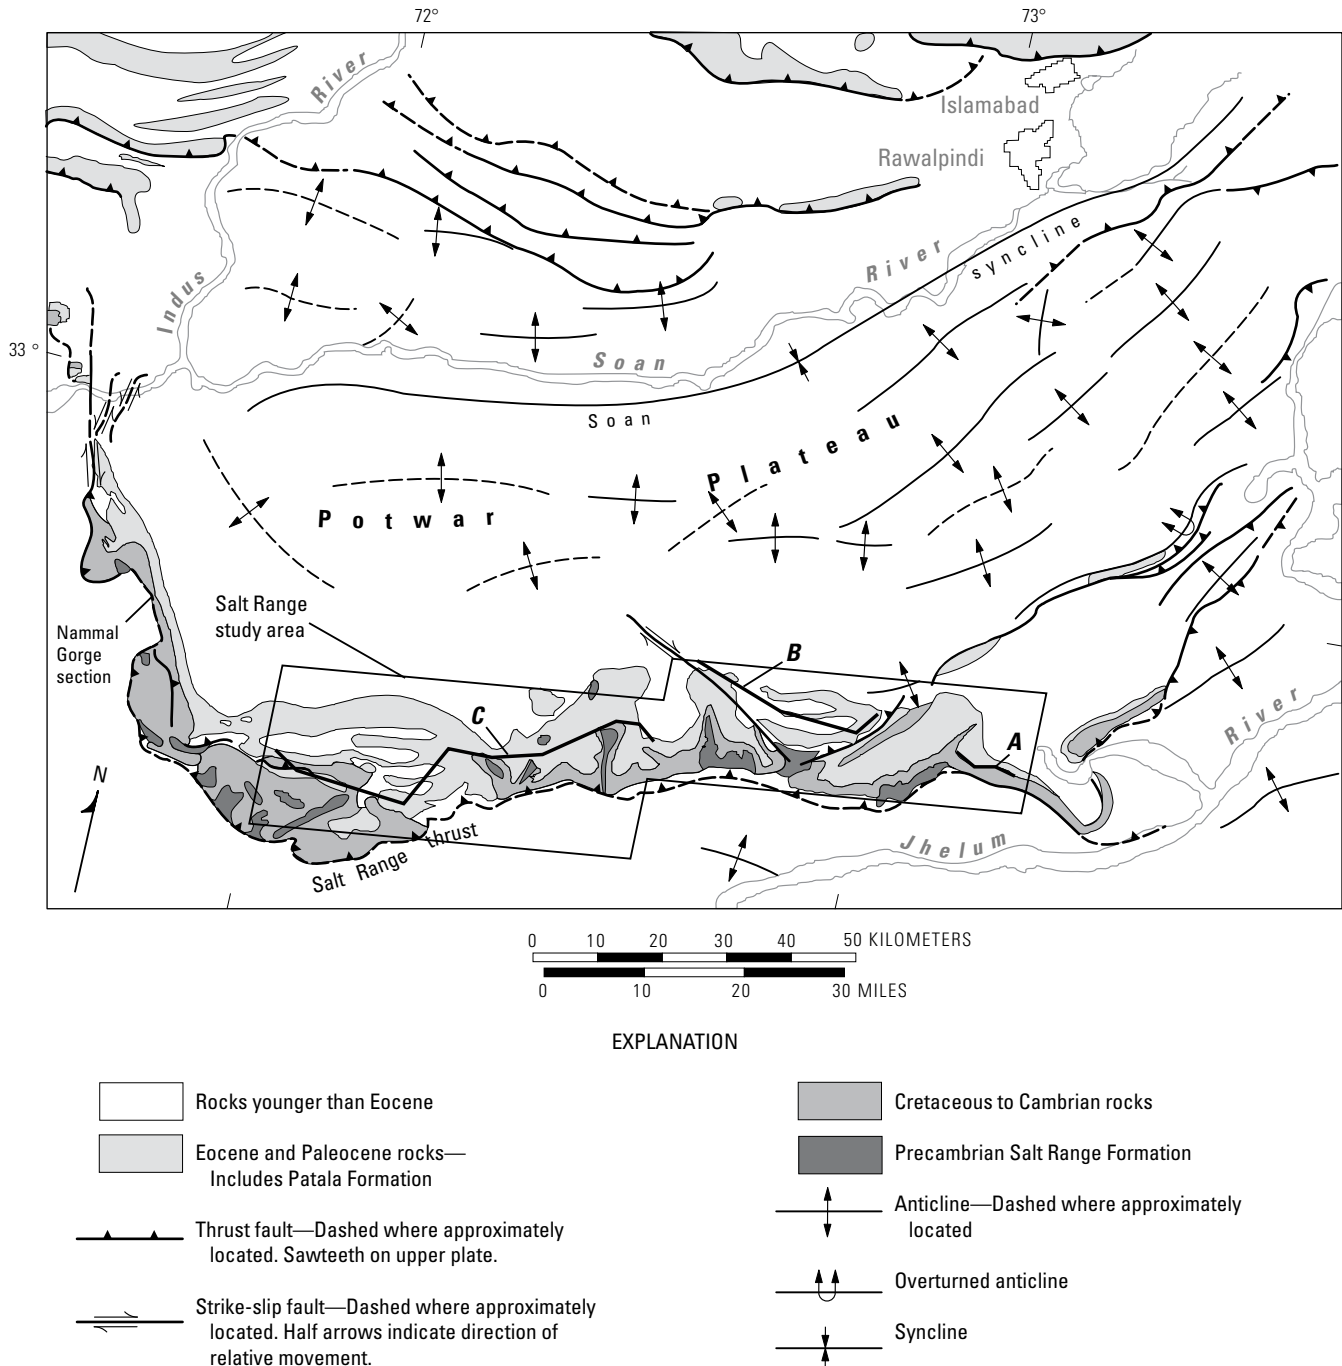 72°
73°
River
Islamabad
Rawalpindi
River
syncline
Indus
33 °
Soan
Soan
Plateau
Potwar
Salt Range
study area
Nammal
Gorge
section
B
C
A
River
N
Jhelum
Salt Range thrust
0 10 20 30 40 50 KILOMETERS
0 10 20 30 MILES
EXPLANATION
Rocks younger than Eocene
Eocene and Paleocene rocks—
Includes Patala Formation
Thrust fault—Dashed where approximately
located. Sawteeth on upper plate.
Strike-slip fault—Dashed where approximately
located. Half arrows indicate direction of
relative movement.
Cretaceous to Cambrian rocks
Precambrian Salt Range Formation
Anticline—Dashed where approximately
located
Overturned anticline
Syncline